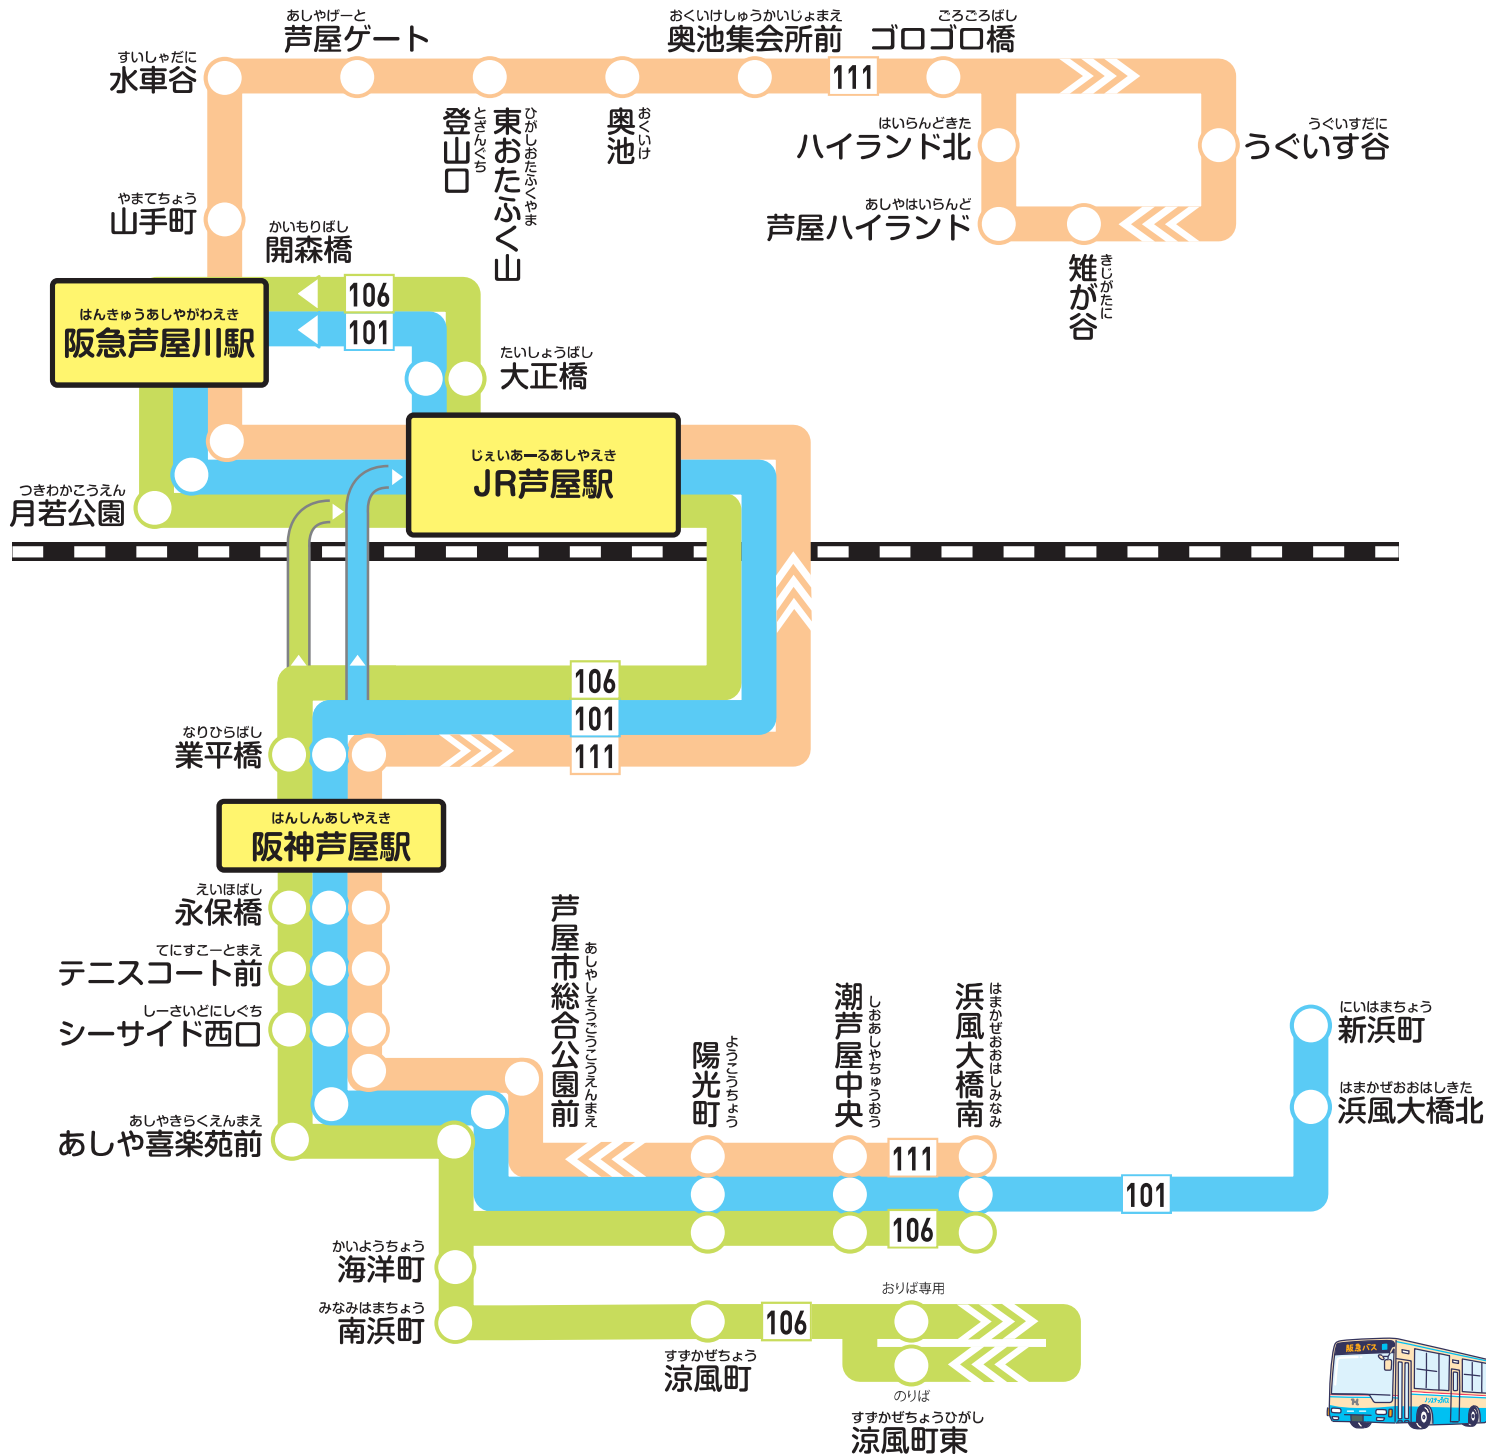 あしやげーと
芦屋ゲート
おくいけしゅうかいじょまえ
奥池集会所前
ごろごろばし
ゴロゴロ橋
すいしゃだに
水車谷
111
ひがしおたふくやま
東おたふく山
とざんぐち
登山口
おくいけ
奥池
はいらんどきた
ハイランド北
うぐいすだに
うぐいす谷
やまてちょう
山手町
あしやはいらんど
芦屋ハイランド
きじがたに
雉が谷
かいもりばし
開森橋
106
101
はんきゅうあしやがわえき
阪急芦屋川駅
たいしょうばし
大正橋
じぇいあーるあしやえき
JR芦屋駅
つきわかこうえん
月若公園
106
101
111
なりひらばし
業平橋
はんしんあしやえき
阪神芦屋駅
えいほばし
永保橋
てにすこーとまえ
テニスコート前
しーさいどにしぐち
シーサイド西口
あしやしそうごうこうえんまえ
芦屋市総合公園前
ようこうちょう
陽光町
しおあしやちゅうおう
潮芦屋中央
はまかぜおおはしみなみ
浜風大橋南
にいはまちょう
新浜町
はまかぜおおはしきた
浜風大橋北
あしやきらくえんまえ
あしや喜楽苑前
111
101
106
かいようちょう
海洋町
みなみはまちょう
南浜町
おりば専用
106
すずかぜちょう
涼風町
のりば
すずかぜちょうひがし
涼風町東
阪急バス